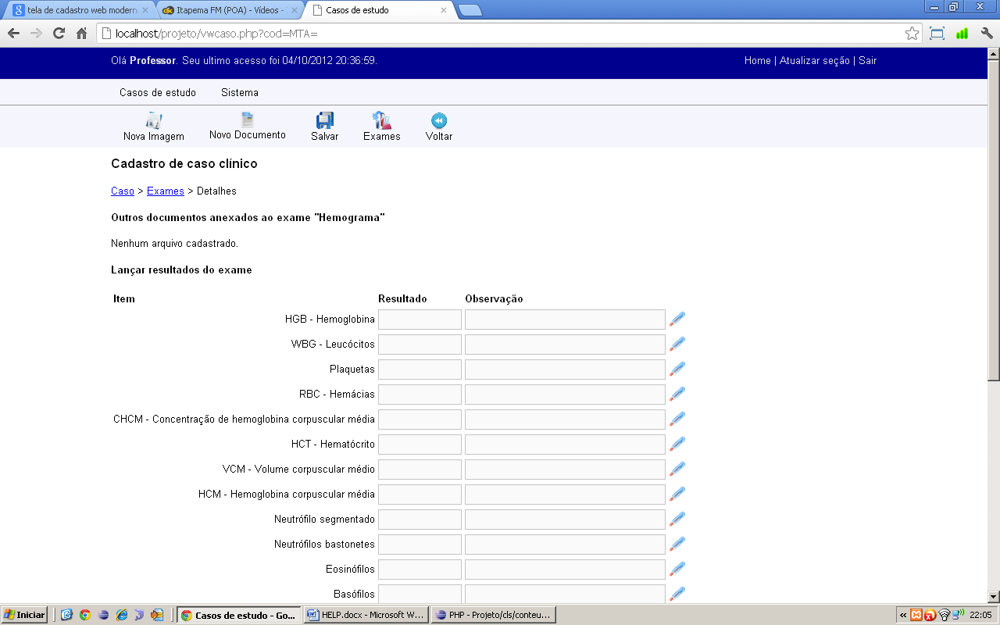 tela de cadastro web modern
Itapema FM (POA) - Vídeos -
Casos de estudo
localhost/projeto/vwcaso.php?cod=MTA=
Olá Professor. Seu ultimo acesso foi 04/10/2012 20:36:59.
Home | Atualizar seção | Sair
Casos de estudo Sistema
Nova Imagem Novo Documento Salvar Exames Voltar
Cadastro de caso clínico
Caso > Exames > Detalhes
Outros documentos anexados ao exame "Hemograma"
Nenhum arquivo cadastrado.
Lançar resultados do exame
Item Resultado Observação
HGB - Hemoglobina
WBG - Leucócitos
Plaquetas
RBC - Hemácias
CHCM - Concentração de hemoglobina corpuscular média
HCT - Hematócrito
VCM - Volume corpuscular médio
HCM - Hemoglobina corpuscular média
Neutrófilo segmentado
Neutrófilos bastonetes
Eosinófilos
Basófilos
Iniciar
Casos de estudo - Go...
HELP.docx - Microsoft W...
PHP - Projeto/cls/conteu...
22:05